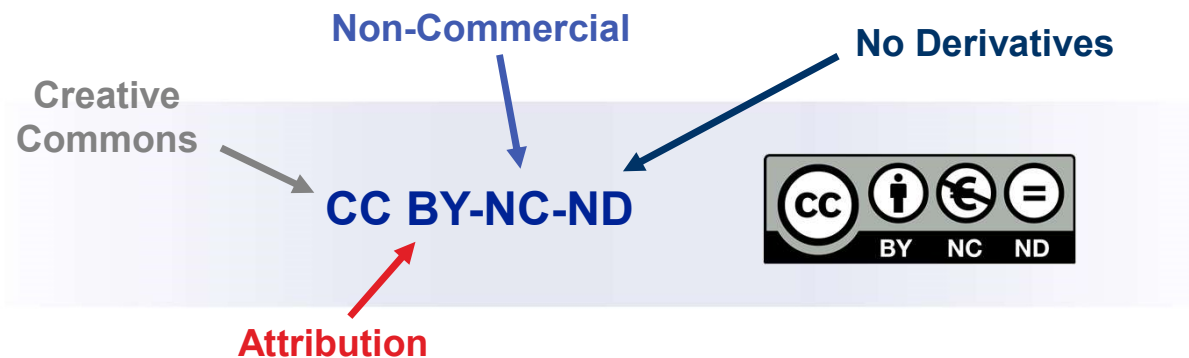 Non-Commercial
No Derivatives
Creative
Commons
CC BY-NC-ND
cc
BY NC ND
Attribution